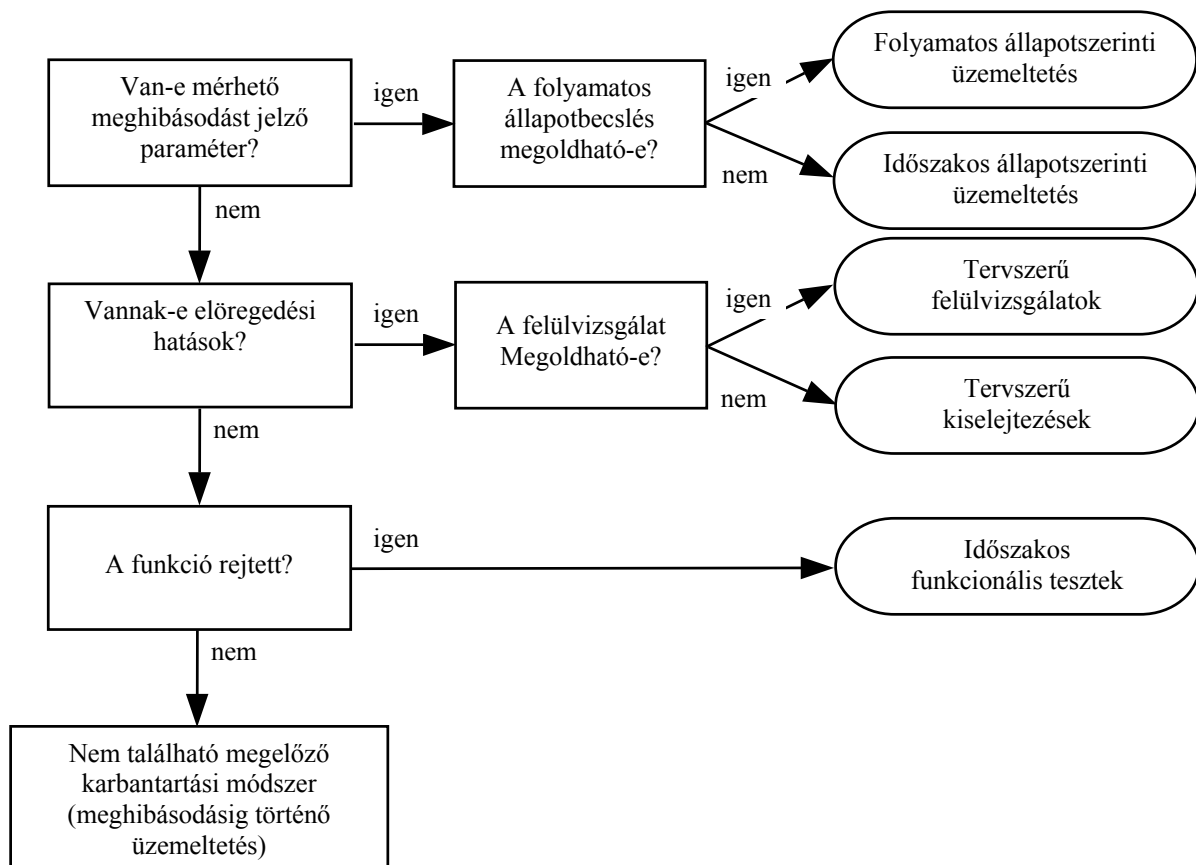 Van-e mérhető
meghibásodást jelző
paraméter?
igen
A folyamatos
állapotbecslés
megoldható-e?
igen
Folyamatos állapotszerinti
üzemeltetés
nem
Időszakos állapotszerinti
üzemeltetés
nem
Vannak-e elöregedési
hatások?
igen
A felülvizsgálat
Megoldható-e?
igen
Tervszerű
felülvizsgálatok
nem
Tervszerű
kiselejtezések
nem
A funkció rejtett?
igen
Időszakos
funkcionális tesztek
nem
Nem található megelőző
karbantartási módszer
(meghibásodásig történő
üzemeltetés)